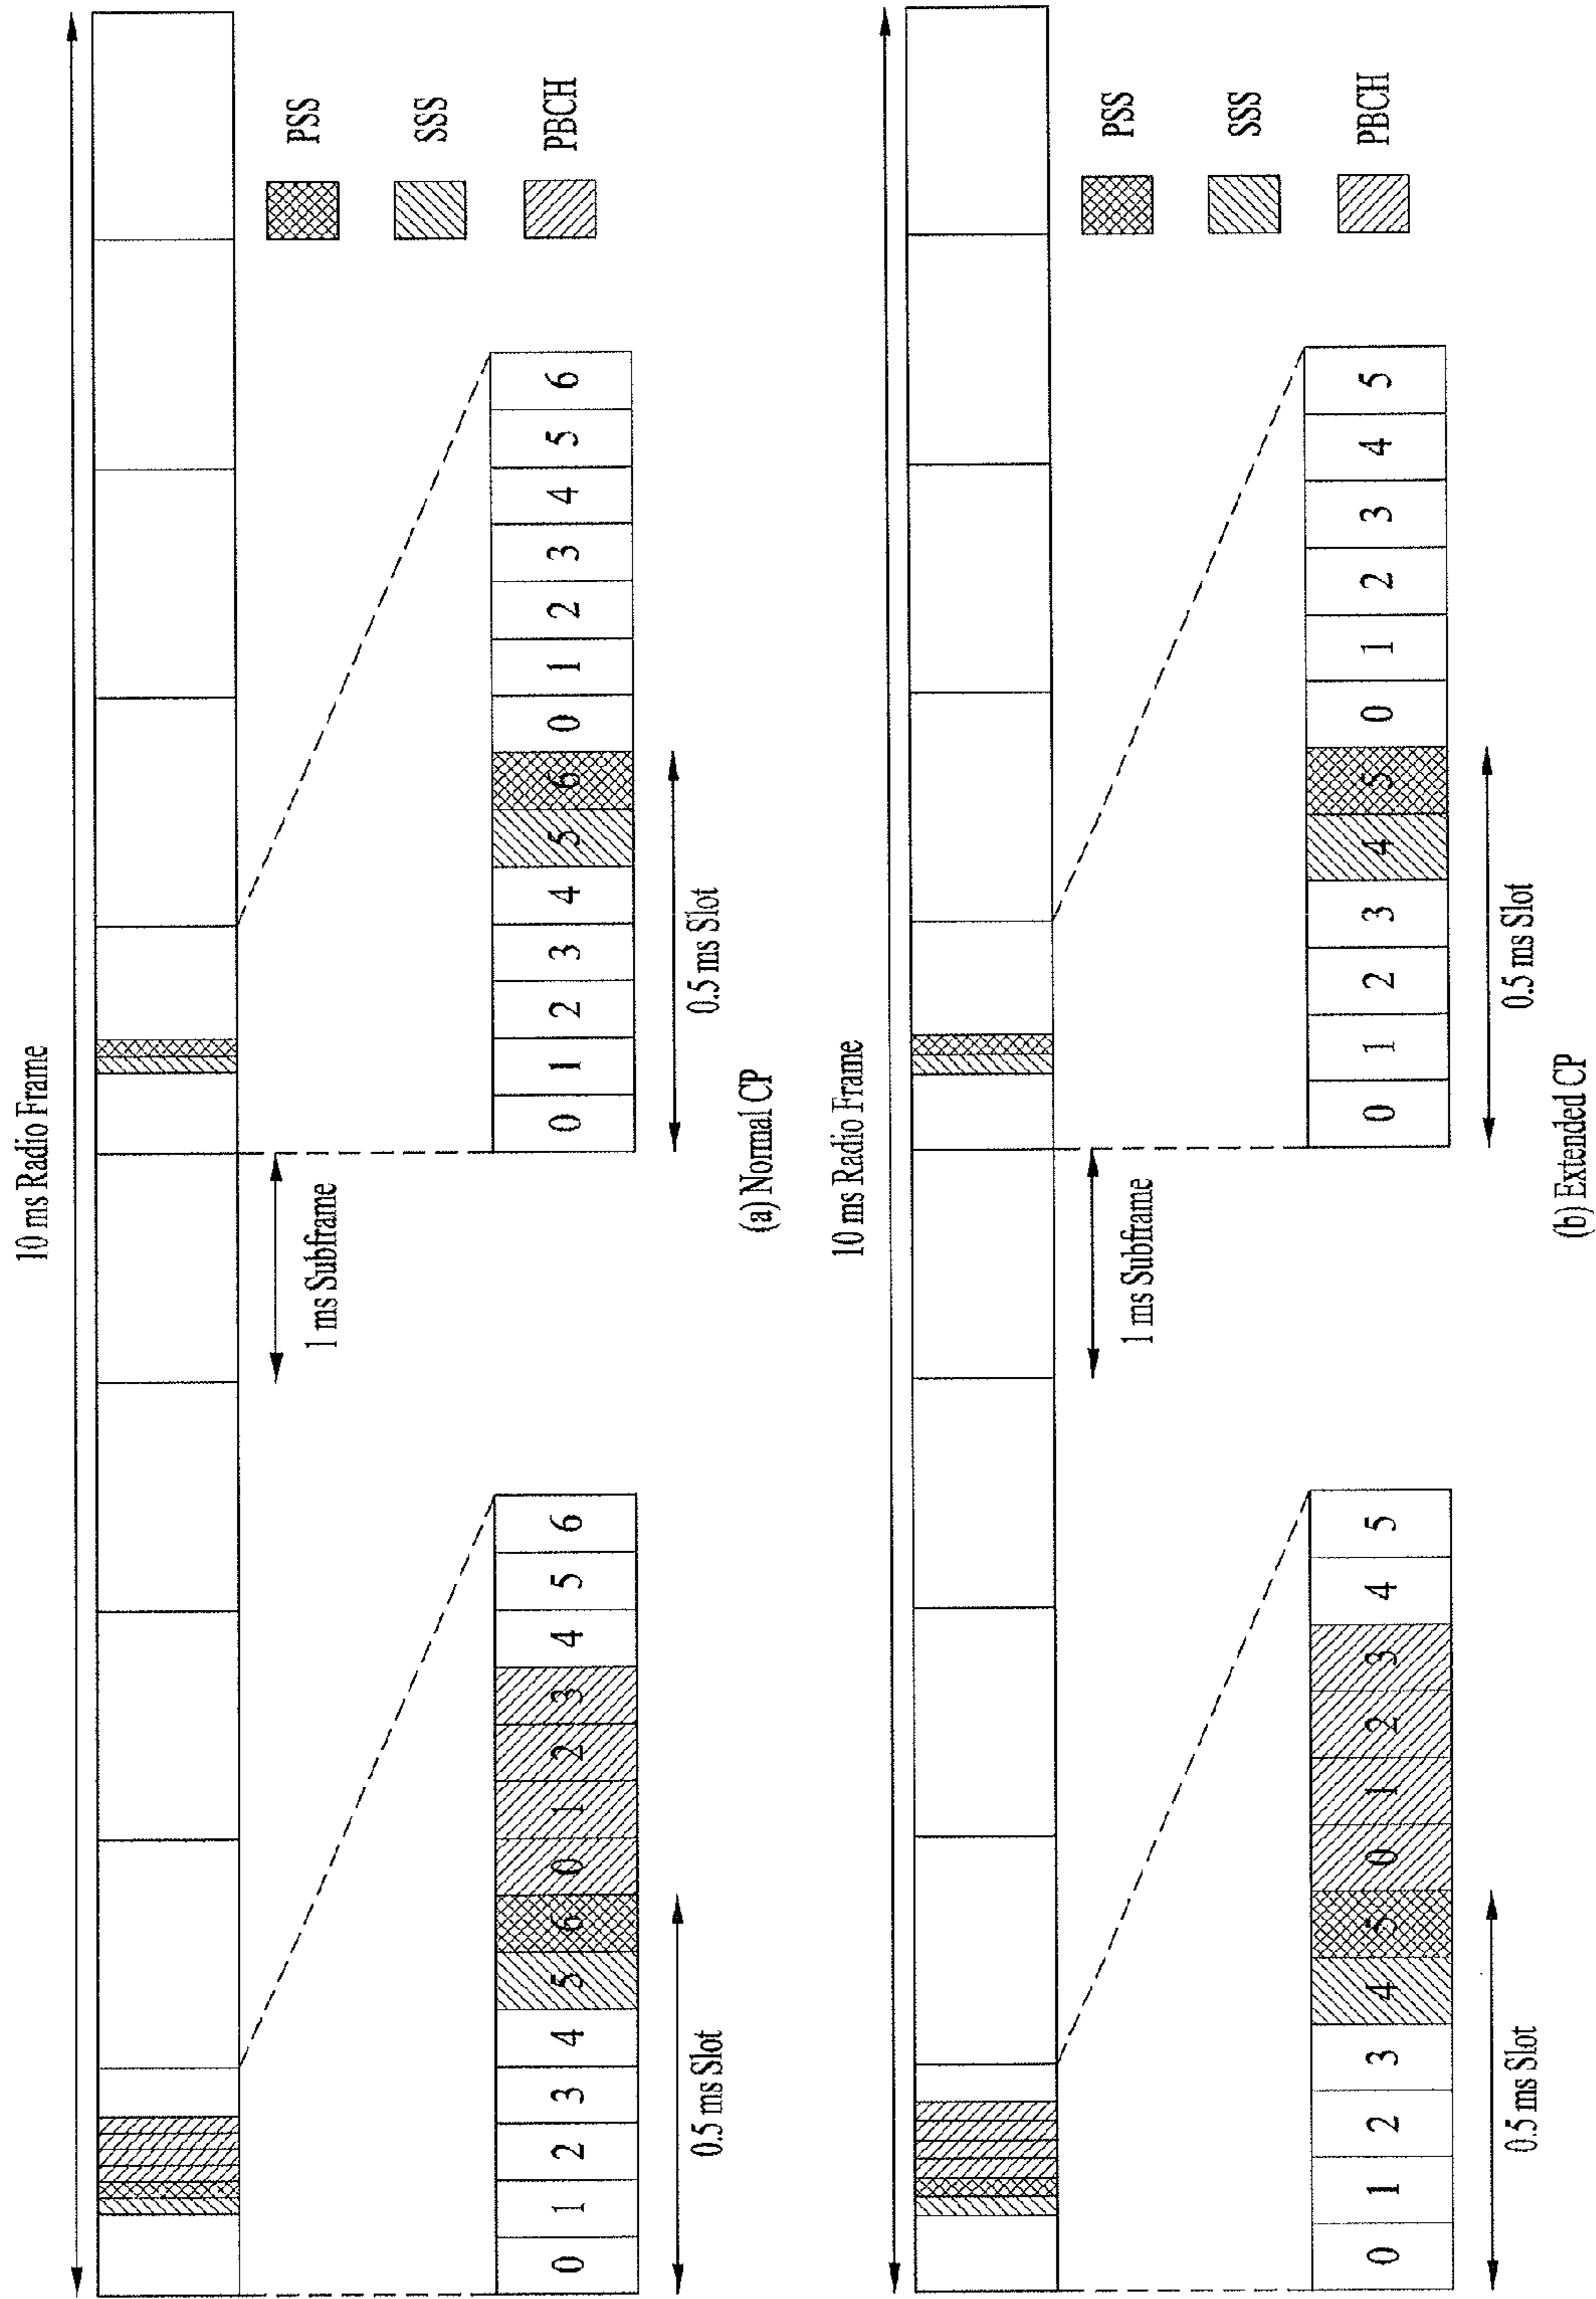 10 ms Radio Frame
1 ms Subframe
PSS
SSS
PBCH
0 1 2 3 4 5 6 0 1 2 3 4 5 6
0 1 2 3 4 5 6 0 1 2 3 4 5 6
0.5 ms Slot
0.5 ms Slot
(a) Normal CP
10 ms Radio Frame
1 ms Subframe
PSS
SSS
PBCH
0 1 2 3 4 5 0 1 2 3 4 5
0 1 2 3 4 5 0 1 2 3 4 5
0.5 ms Slot
0.5 ms Slot
(b) Extended CP